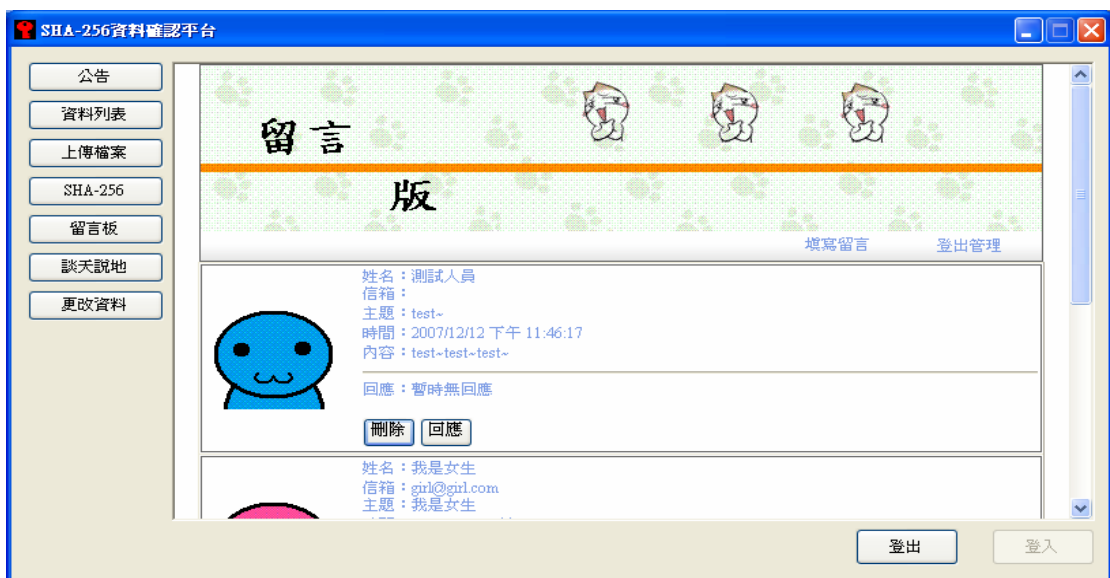 SHA-256資料確認平台
公告
資料列表
上傳檔案
SHA-256
留言板
談天說地
更改資料
留言
版
填寫留言 登出管理
姓名：測試人員
信箱：
主題：test~
時間：2007/12/12 下午 11:46:17
內容：test~test~test~
回應：暫時無回應
刪除 回應
姓名：我是女生
信箱：girl@girl.com
主題：我是女生
登出 登入